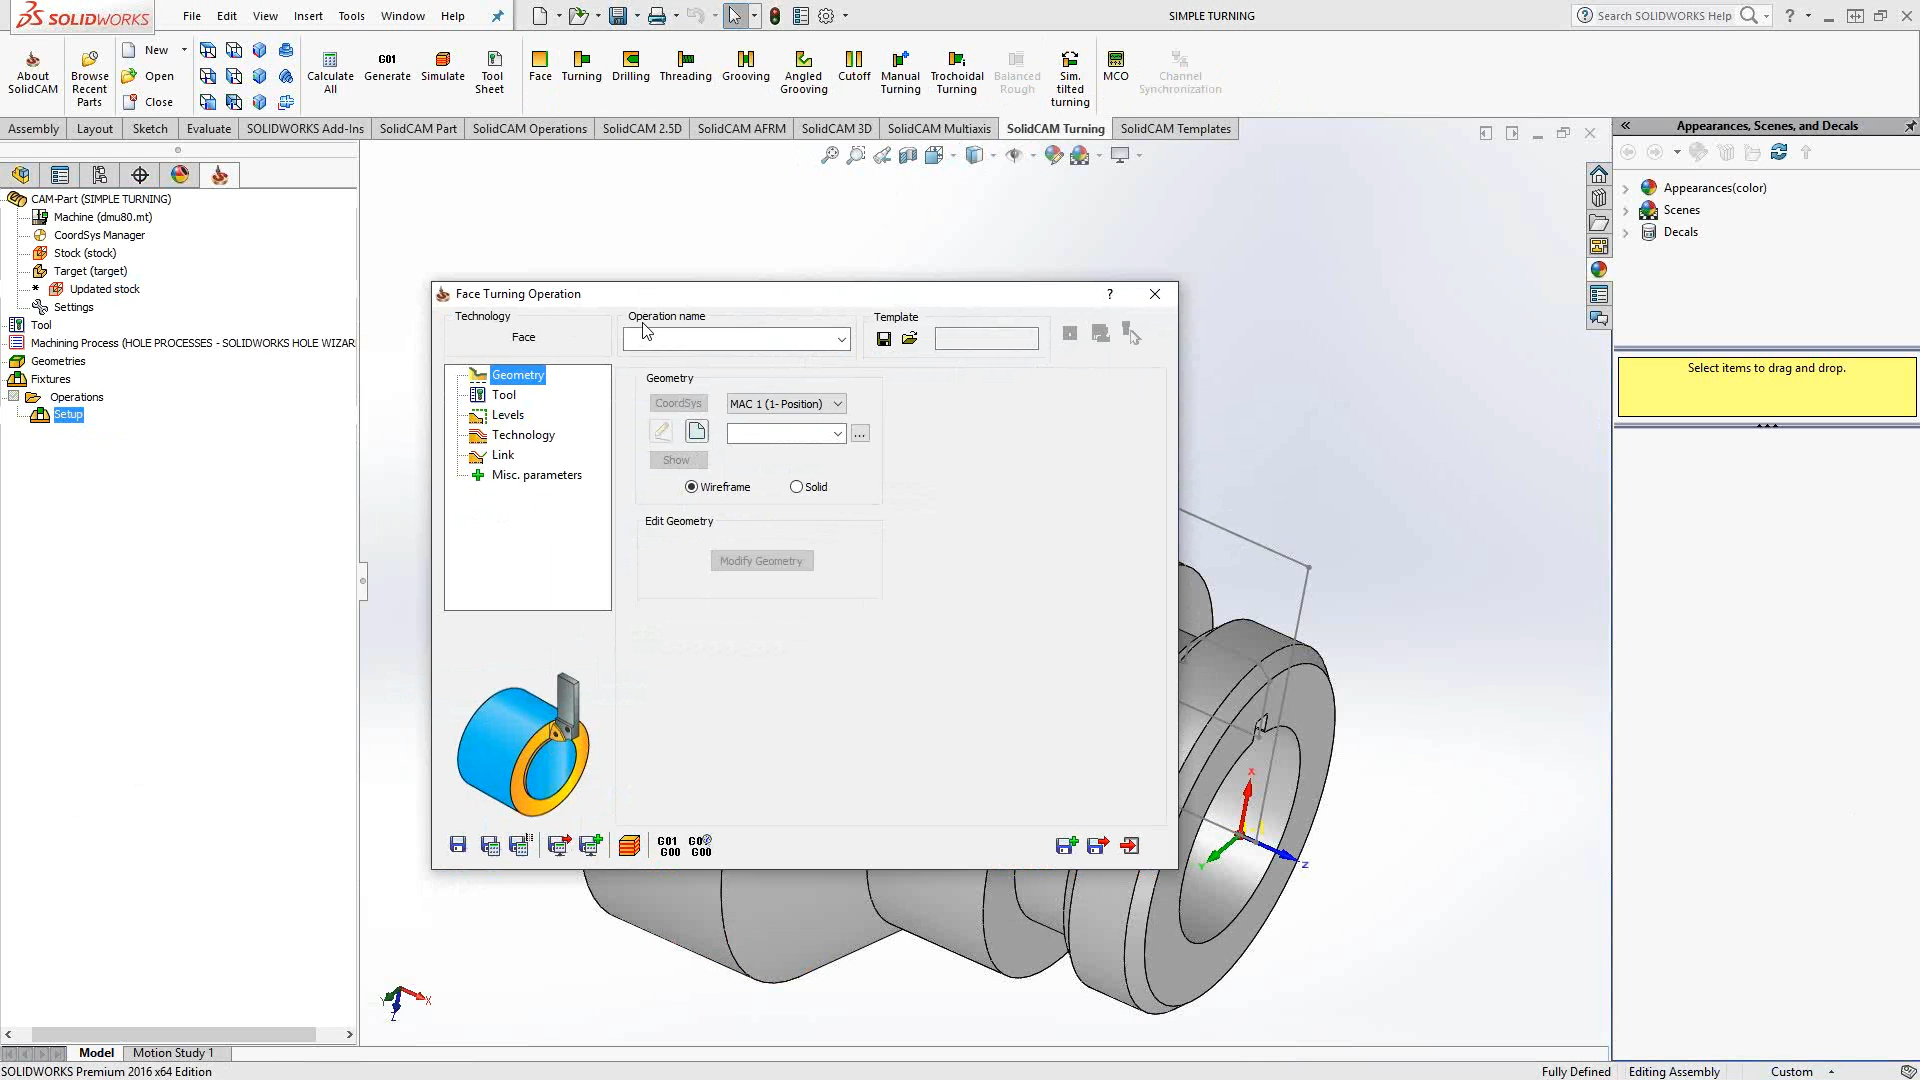 SOLIDWORKS
File Edit View Insert Tools Window Help
SIMPLE TURNING
Search SOLIDWORKS Help
About SolidCAM
Browse Recent Parts
New
Open
Close
Calculate All
G01
Generate
Simulate
Tool Sheet
Face
Turning
Drilling
Threading
Grooving
Angled Grooving
Cutoff
Manual Turning
Trochoidal Turning
Balanced Rough
Sim. tilted turning
MCO
Channel Synchronization
Assembly Layout Sketch Evaluate SOLIDWORKS Add-Ins SolidCAM Part SolidCAM Operations SolidCAM 2.5D SolidCAM AFRM SolidCAM 3D SolidCAM Multiaxis SolidCAM Turning SolidCAM Templates
CAM-Part (SIMPLE TURNING)
Machine (dmu80.mt)
CoordSys Manager
Stock (stock)
Target (target)
* Updated stock
Settings
Tool
Machining Process (HOLE PROCESSES - SOLIDWORKS HOLE WIZAR
Geometries
Fixtures
Operations
Setup
Face Turning Operation
?
Technology
Face
Operation name
Template
Geometry
Tool
Levels
Technology
Link
Misc. parameters
Geometry
CoordSys
MAC 1 (1- Position)
...
Show
Wireframe
Solid
Edit Geometry
Modify Geometry
G01 G00
G0 G00
X
Y
Z
Y X
Z
Appearances, Scenes, and Decals
Appearances(color)
Scenes
Decals
Select items to drag and drop.
Model Motion Study 1
SOLIDWORKS Premium 2016 x64 Edition
Fully Defined Editing Assembly Custom